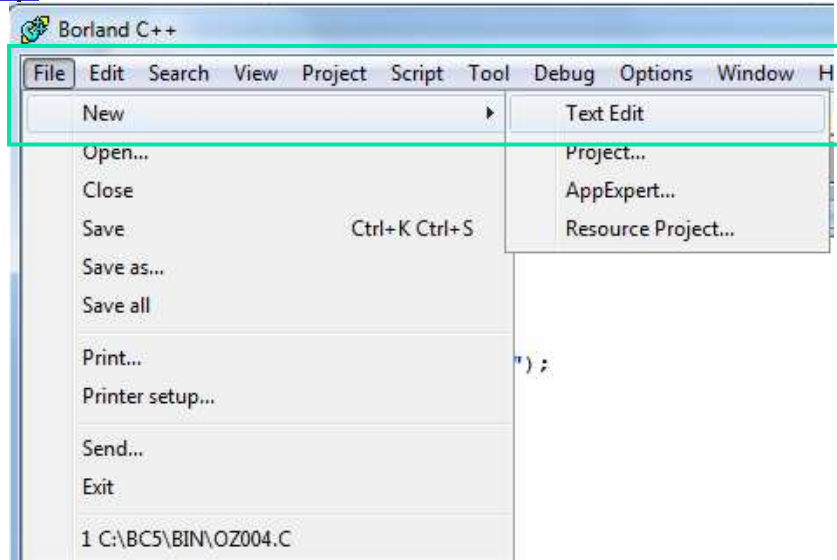 Borland C++
File Edit Search View Project Script Tool Debug Options Window H
New Text Edit
Open... Project...
Close AppExpert...
Save Ctrl+K Ctrl+S Resource Project...
Save as...
Save all
Print...
");
Printer setup...
Send...
Exit
1 C:\BC5\BIN\OZ004.C